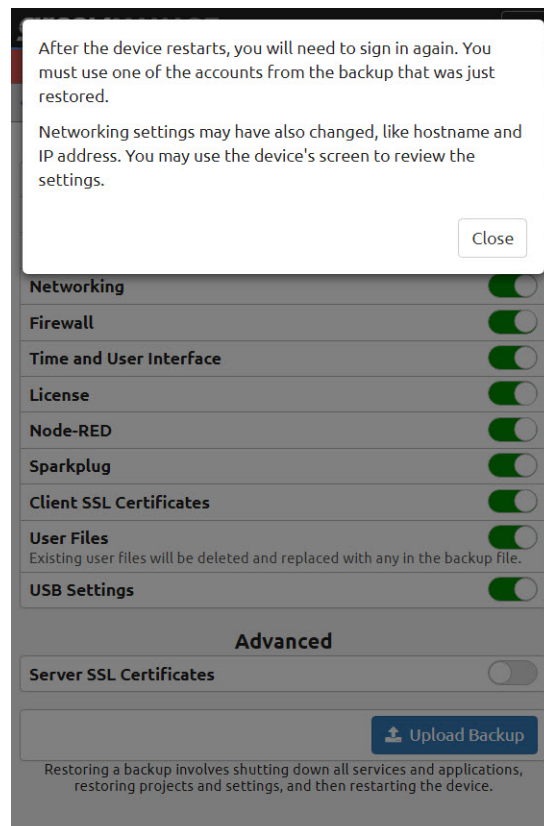 After the device restarts, you will need to sign in again. You
must use one of the accounts from the backup that was just
restored.
Networking settings may have also changed, like hostname and
IP address. You may use the device's screen to review the
settings.
Close
Networking
Firewall
Time and User Interface
License
Node-RED
Sparkplug
Client SSL Certificates
User Files
Existing user files will be deleted and replaced with any in the backup file.
USB Settings
Advanced
Server SSL Certificates
Upload Backup
Restoring a backup involves shutting down all services and applications,
restoring projects and settings, and then restarting the device.